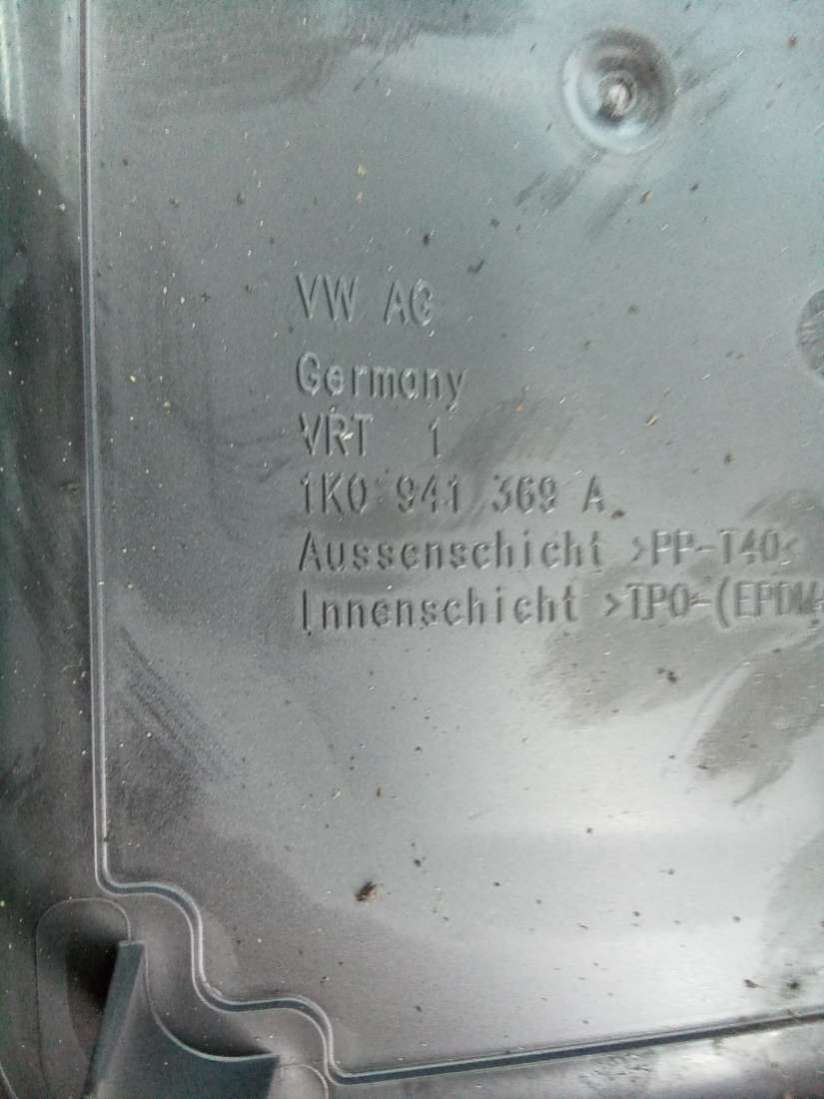 VW AG
Germany
VRT 1
1K0 941 369 A
Aussenschicht >PP-T40<
Innenschicht >TPO-(EPDM